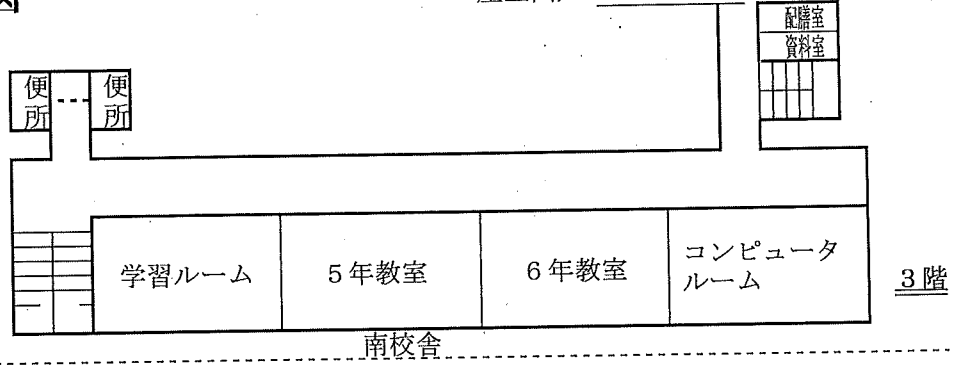 配膳室
資料室
便所
便所
学習ルーム
5年教室
6年教室
コンピュータ
ルーム
3階
南校舎